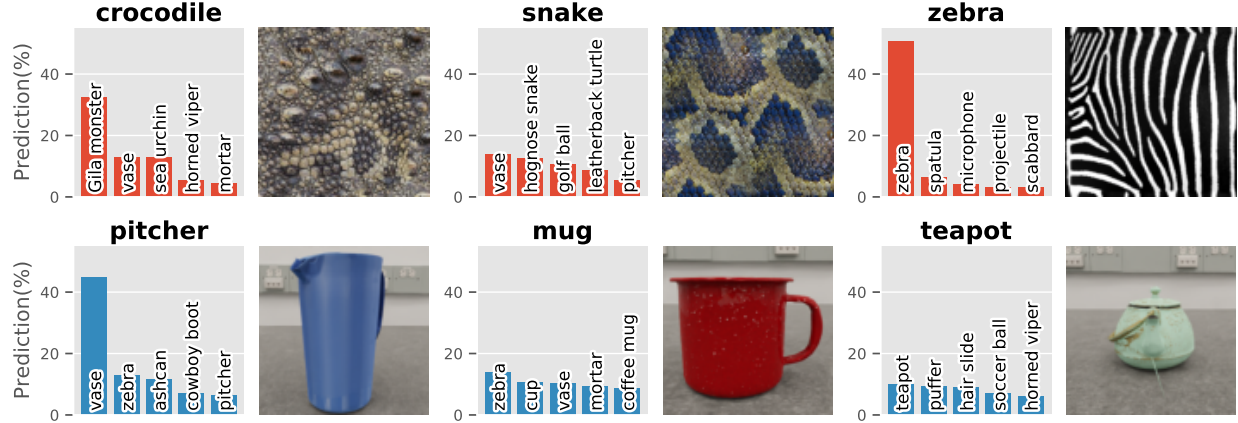 crocodile
snake
zebra
Prediction(%)
40
20
0
Gila monster
vase
sea urchin
horned viper
mortar
40
20
0
vase
hognose snake
golf ball
leatherback turtle
pitcher
40
20
0
zebra
spatula
microphone
projectile
scabbard
pitcher
mug
teapot
Prediction(%)
40
20
0
vase
zebra
ashcan
cowboy boot
pitcher
40
20
0
zebra
cup
vase
mortar
coffee mug
40
20
0
teapot
puffer
hair slide
soccer ball
horned viper